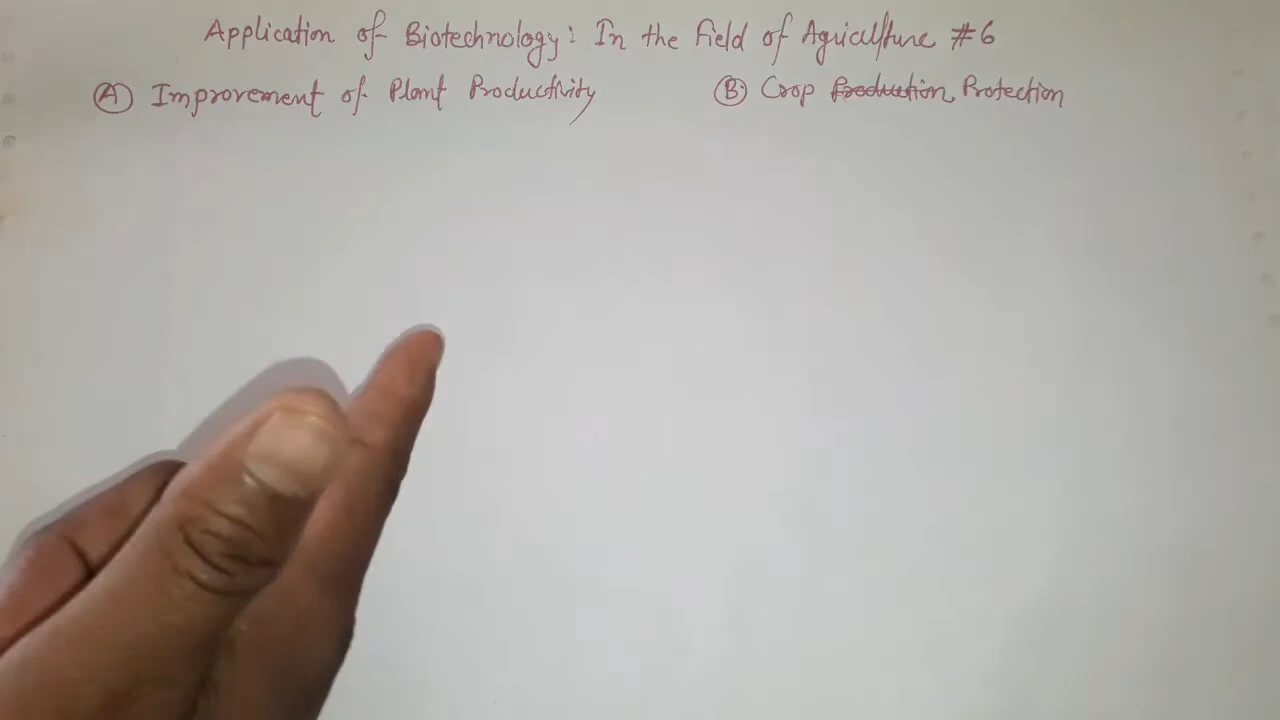 Application of Biotechnology: In the Field of Agriculture #6
(A) Improvement of Plant Productivity (B) Crop Production Protection